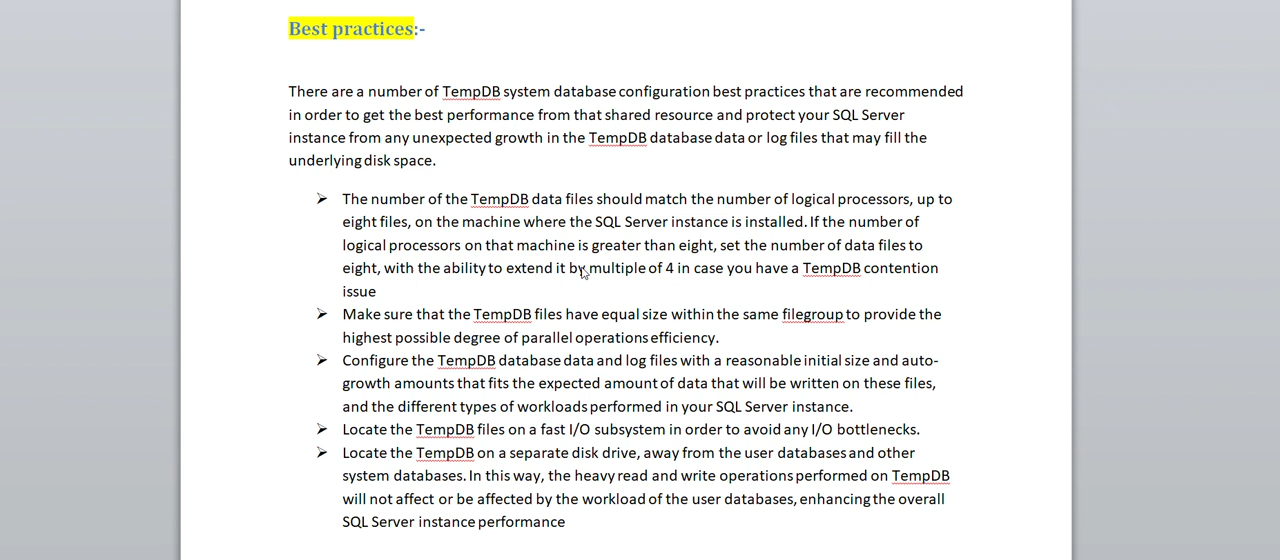 Best practices:-
There are a number of TempDB system database configuration best practices that are recommended
in order to get the best performance from that shared resource and protect your SQL Server
instance from any unexpected growth in the TempDB database data or log files that may fill the
underlying disk space.
➢ The number of the TempDB data files should match the number of logical processors, up to
eight files, on the machine where the SQL Server instance is installed. If the number of
logical processors on that machine is greater than eight, set the number of data files to
eight, with the ability to extend it by multiple of 4 in case you have a TempDB contention
issue
➢ Make sure that the TempDB files have equal size within the same filegroup to provide the
highest possible degree of parallel operations efficiency.
➢ Configure the TempDB database data and log files with a reasonable initial size and auto-
growth amounts that fits the expected amount of data that will be written on these files,
and the different types of workloads performed in your SQL Server instance.
➢ Locate the TempDB files on a fast I/O subsystem in order to avoid any I/O bottlenecks.
➢ Locate the TempDB on a separate disk drive, away from the user databases and other
system databases. In this way, the heavy read and write operations performed on TempDB
will not affect or be affected by the workload of the user databases, enhancing the overall
SQL Server instance performance